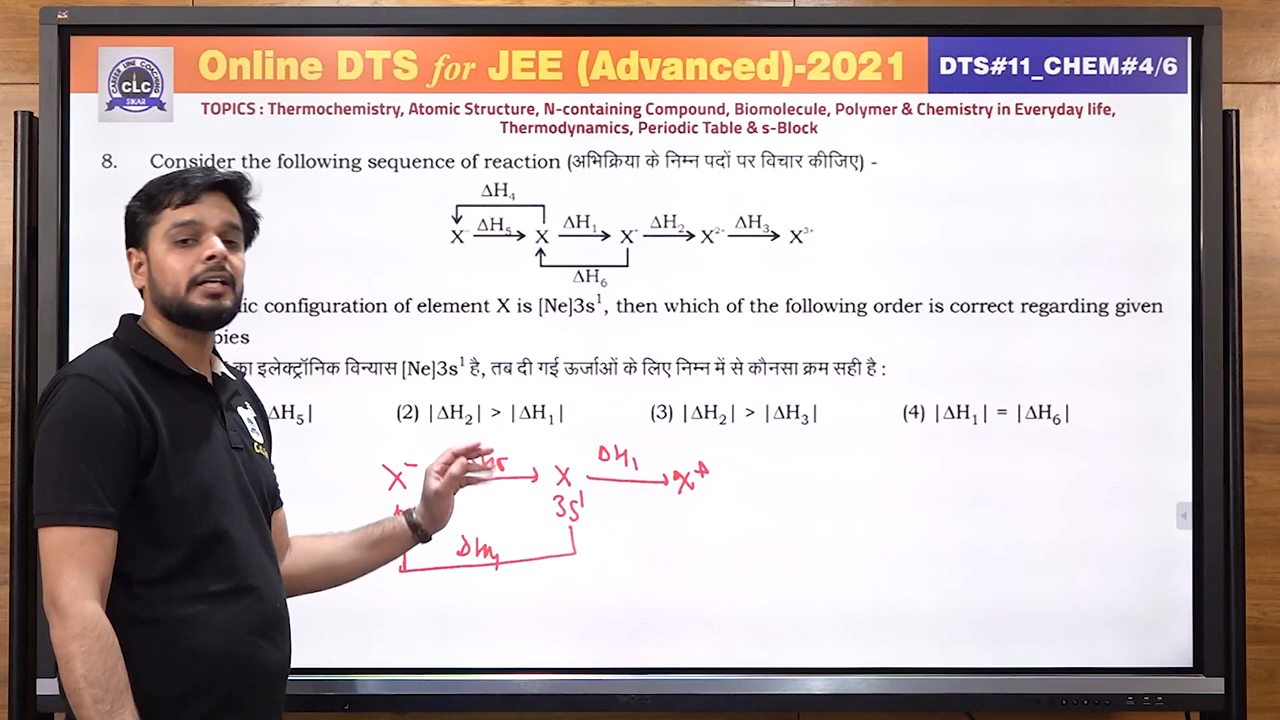 Online DTS for JEE (Advanced)-2021
DTS#11_CHEM#4/6
CAREER LINE COACHING
CLC
SIKAR
TOPICS : Thermochemistry, Atomic Structure, N-containing Compound, Biomolecule, Polymer & Chemistry in Everyday life,
Thermodynamics, Periodic Table & s-Block
8. Consider the following sequence of reaction (अभिक्रिया के निम्न पदों पर विचार कीजिए) -
ΔH₄
X⁻ ΔH₅ X ΔH₁ X⁺ ΔH₂ X²⁺ ΔH₃ X³⁺
ΔH₆
configuration of element X is [Ne]3s¹, then which of the following order is correct regarding given
का इलेक्ट्रॉनिक विन्यास [Ne]3s¹ है, तब दी गई ऊर्जाओं के लिए निम्न में से कौनसा क्रम सही है :
ΔH₅| (2) |ΔH₂| > |ΔH₁| (3) |ΔH₂| > |ΔH₃| (4) |ΔH₁| = |ΔH₆|
X⁻ X ΔH₁ X⁺
3s¹